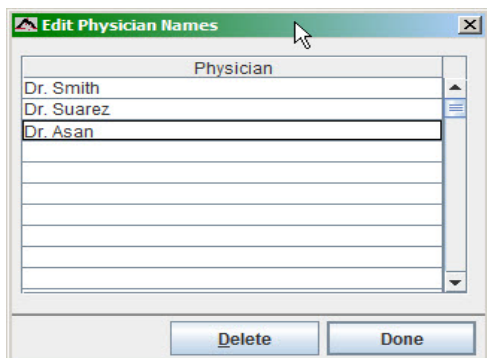 Edit Physician Names
Physician
Dr. Smith
Dr. Suarez
Dr. Asan
Delete
Done